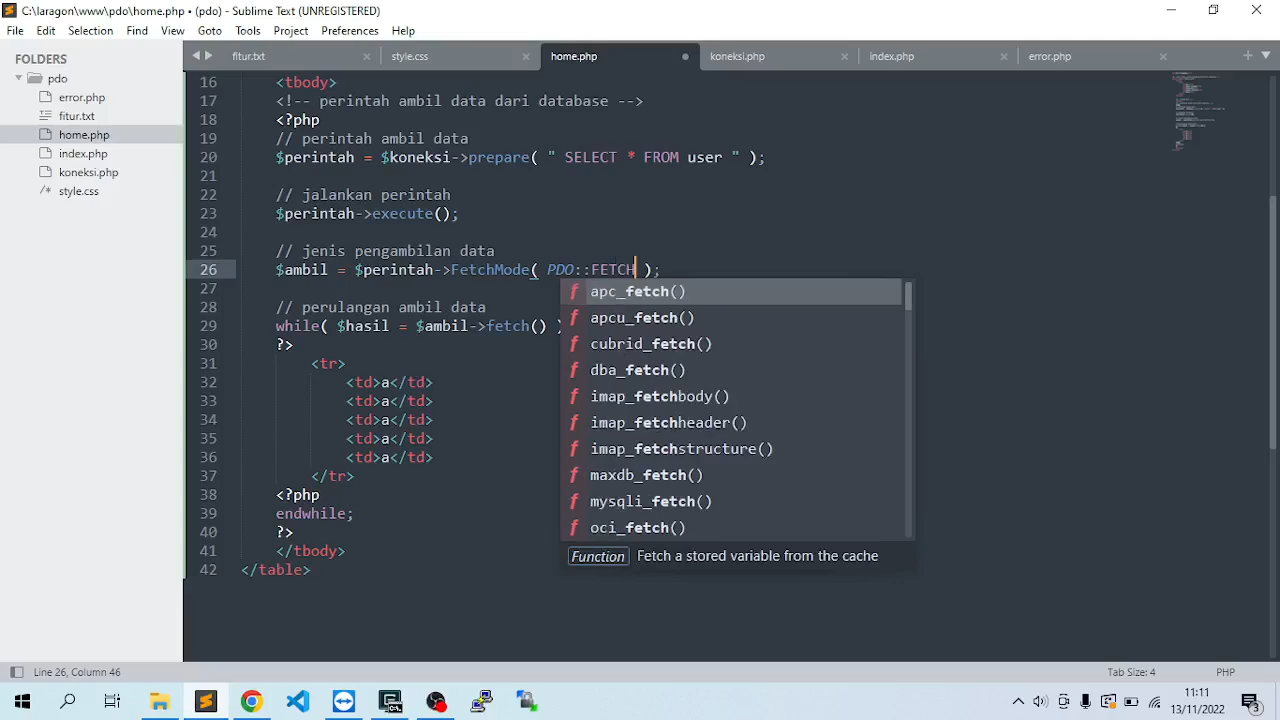 C:\laragon\www\pdo\home.php • (pdo) - Sublime Text (UNREGISTERED)
File Edit Selection Find View Goto Tools Project Preferences Help
FOLDERS
pdo
error.php
fitur.txt
home.php
index.php
koneksi.php
/* style.css
fitur.txt × style.css × home.php • koneksi.php × index.php × error.php ×
16 <tbody>
17 <!-- perintah ambil data dari database -->
18 <?php
19 // perintah ambil data
20 $perintah = $koneksi->prepare( " SELECT * FROM user " );
21
22 // jalankan perintah
23 $perintah->execute();
24
25 // jenis pengambilan data
26 $ambil = $perintah->FetchMode( PDO::FETCH );
27
28 // perulangan ambil data
29 while( $hasil = $ambil->fetch() )
30 ?>
31 <tr>
32 <td>a</td>
33 <td>a</td>
34 <td>a</td>
35 <td>a</td>
36 <td>a</td>
37 </tr>
38 <?php
39 endwhile;
40 ?>
41 </tbody>
42 </table>
f apc_fetch()
f apcu_fetch()
f cubrid_fetch()
f dba_fetch()
f imap_fetchbody()
f imap_fetchheader()
f imap_fetchstructure()
f maxdb_fetch()
f mysqli_fetch()
f oci_fetch()
Function Fetch a stored variable from the cache
Line 26, Column 46
Tab Size: 4 PHP
11:11
13/11/2022
3